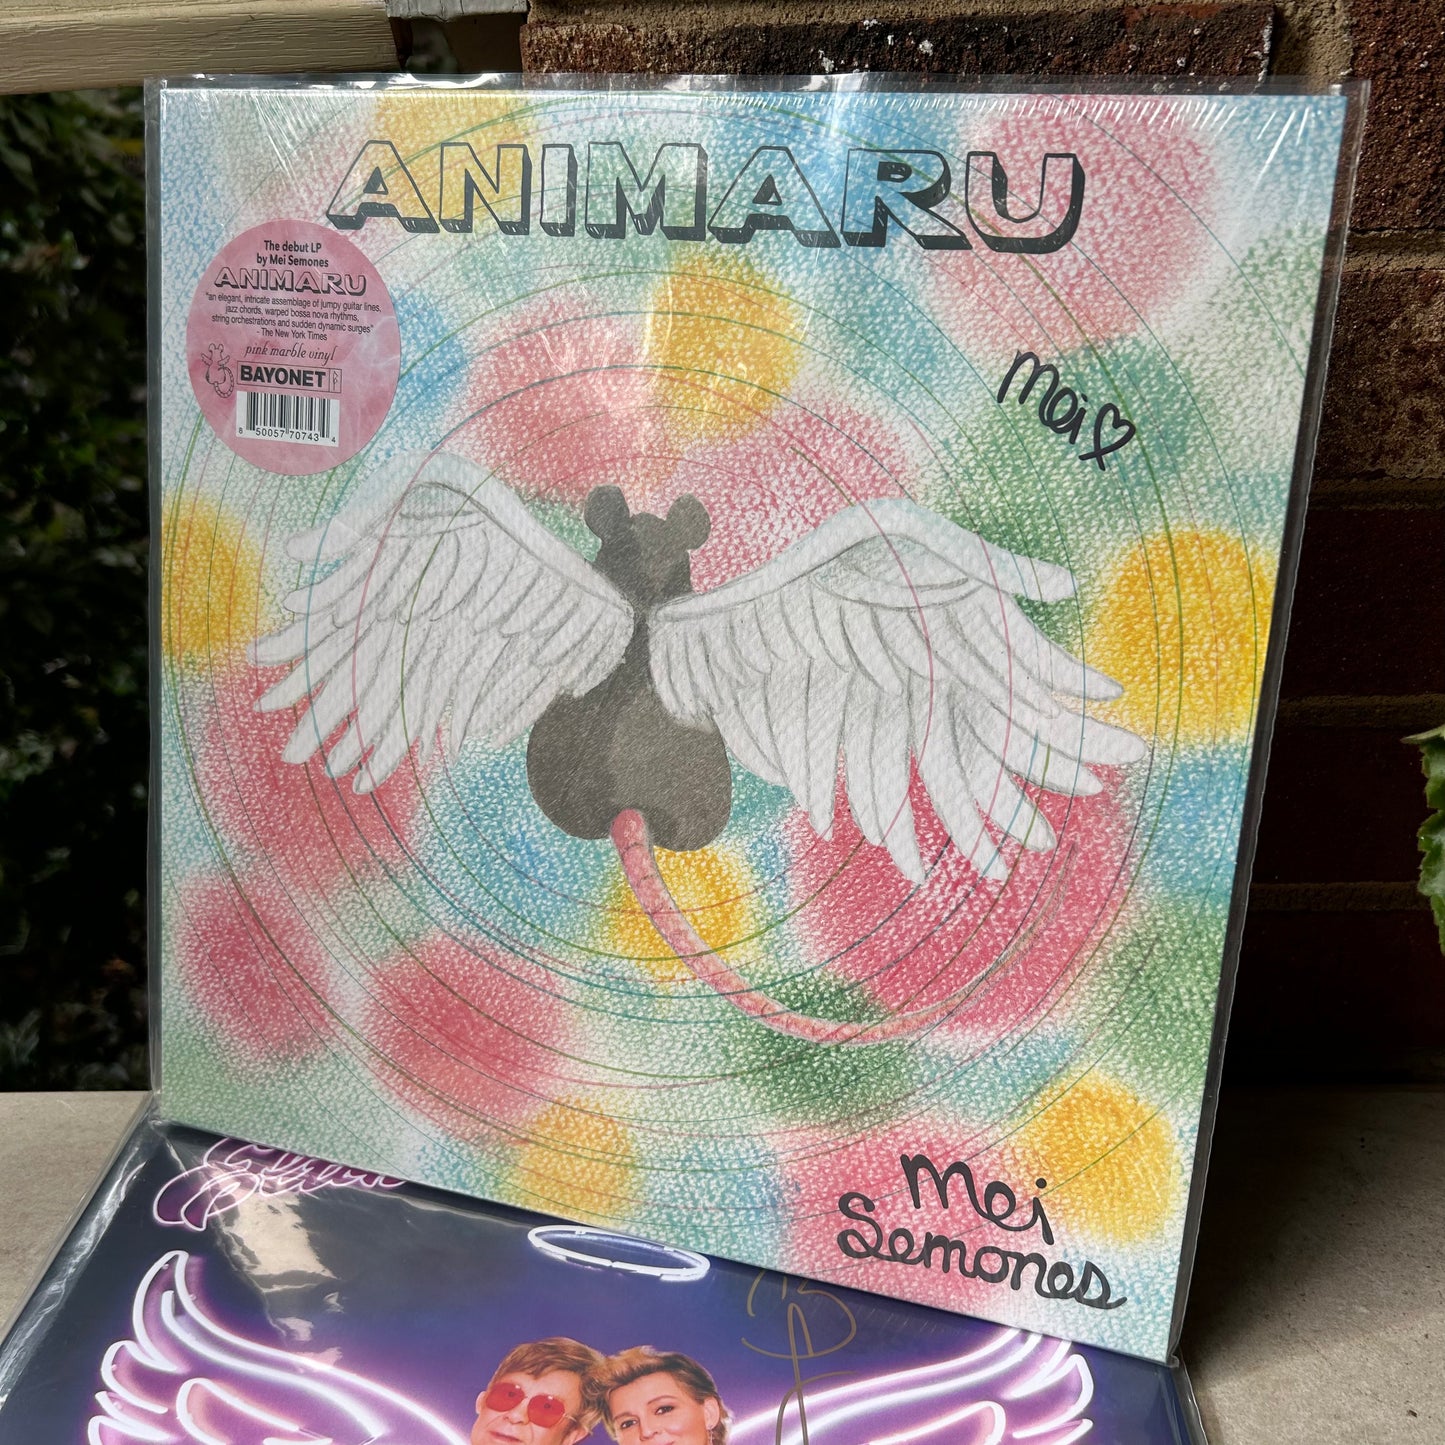 ANIMARU
The debut LP
by Mei Semones
ANIMARU
"an elegant, intricate assemblage of jumpy guitar lines,
jazz chords, warped bossa nova rhythms,
string orchestrations and sudden dynamic surges"
- The New York Times
pink marble vinyl
BAYONET
8 50057 70743 4
Mei
Mei
Semones